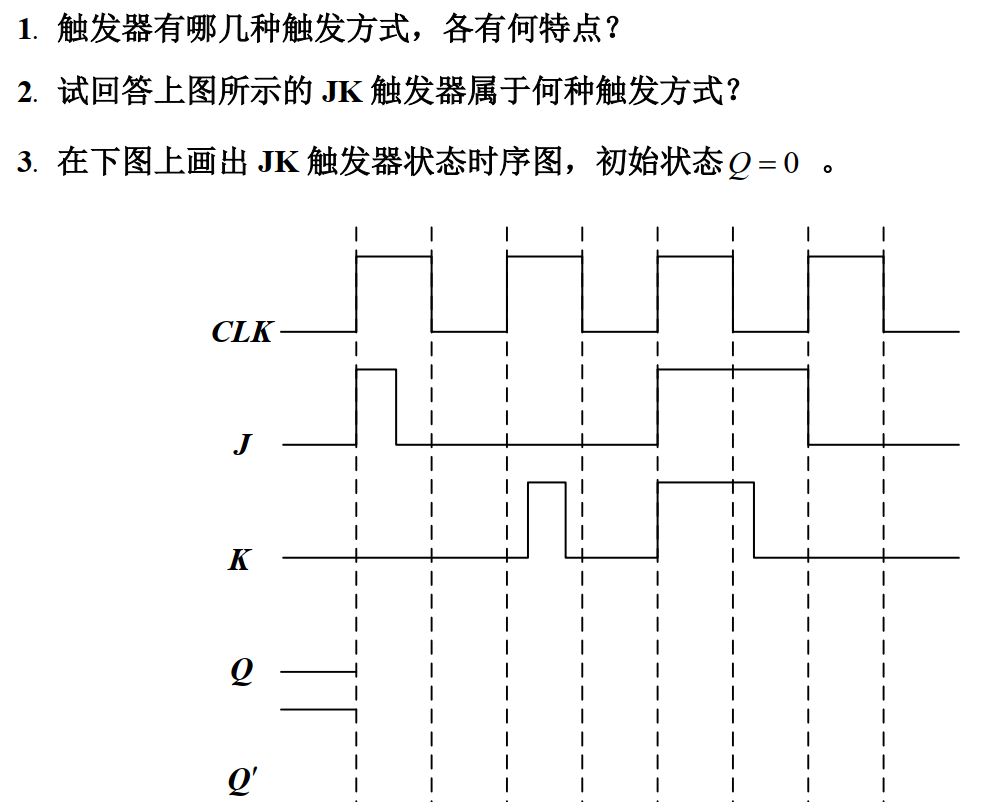 1. 触发器有哪几种触发方式，各有何特点？
2. 试回答上图所示的 JK 触发器属于何种触发方式？
3. 在下图上画出 JK 触发器状态时序图，初始状态 Q = 0 。
CLK
J
K
Q
Q′